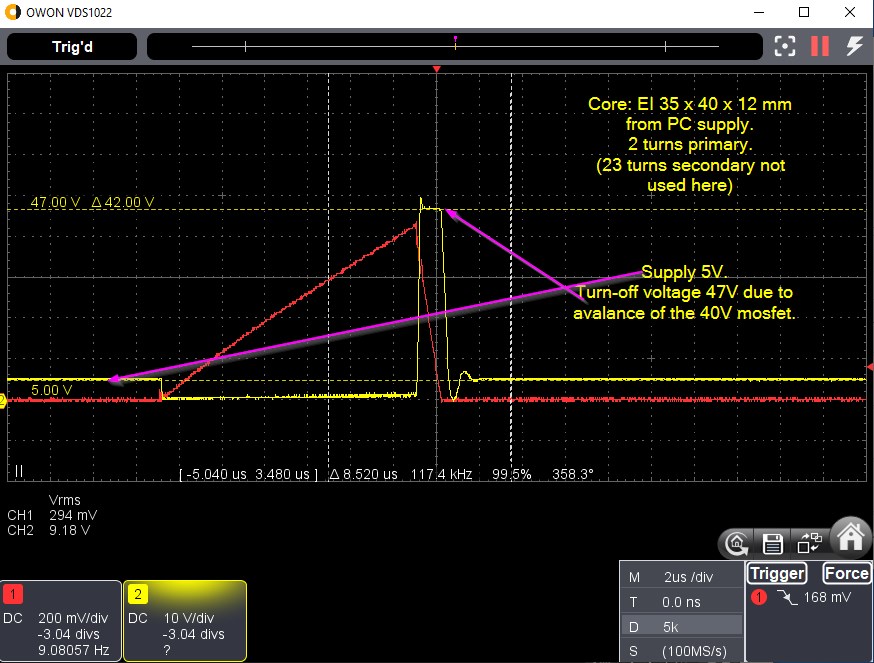 OWON VDS1022
Trig'd
Core: EI 35 x 40 x 12 mm
from PC supply.
2 turns primary.
(23 turns secondary not
used here)
47.00 V Δ 42.00 V
Supply 5V.
Turn-off voltage 47V due to
avalance of the 40V mosfet.
5.00 V
2
[ -5.040 us 3.480 us ] Δ 8.520 us 117.4 kHz 99.5% 358.3°
Vrms
CH1 294 mV
CH2 9.18 V
1
DC 200 mV/div
-3.04 divs
9.08057 Hz
2
DC 10 V/div
-3.04 divs
?
M 2us /div
T 0.0 ns
D 5k
S (100MS/s)
Trigger Force
1 168 mV